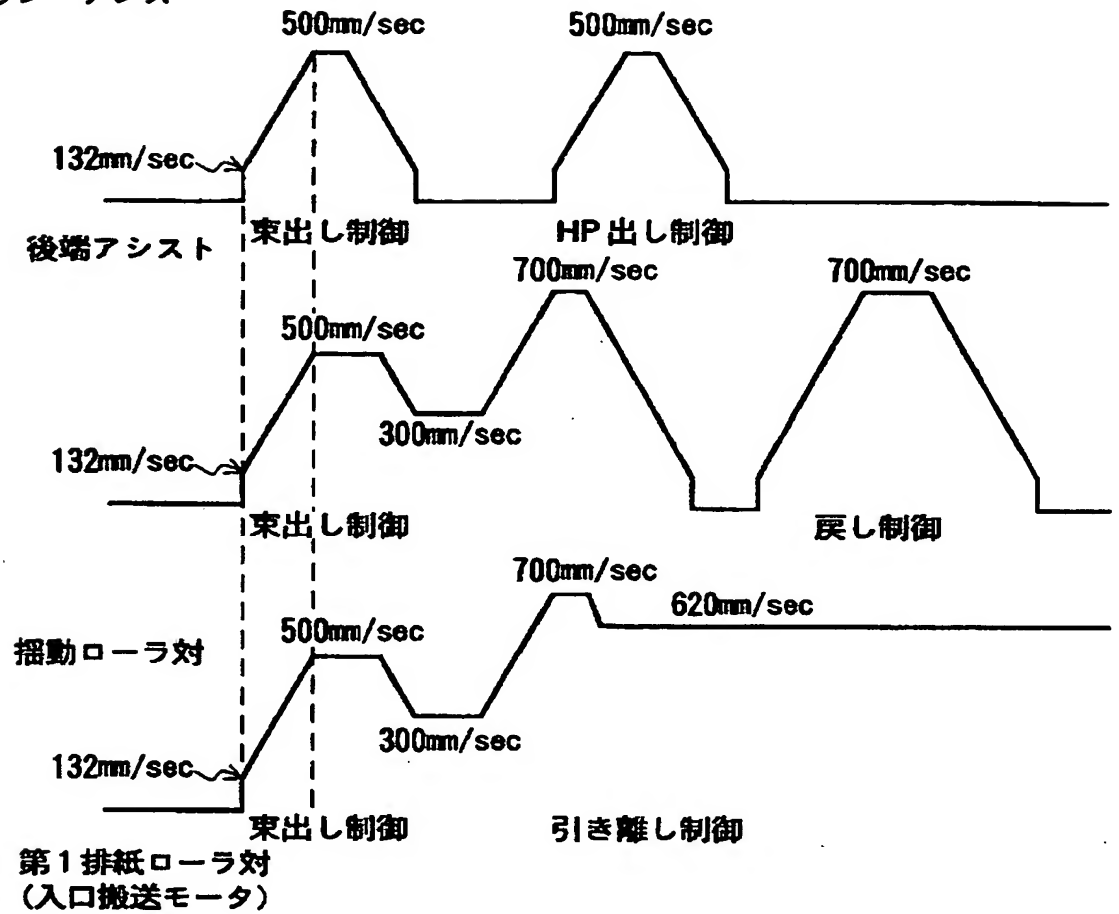 500mm/sec 500mm/sec
132mm/sec
束出し制御 HP出し制御
後端アシスト
700mm/sec 700mm/sec
500mm/sec
300mm/sec
132mm/sec
束出し制御 戻し制御
700mm/sec
620mm/sec
500mm/sec
揺動ローラ対
300mm/sec
132mm/sec
束出し制御 引き離し制御
第1排紙ローラ対
(入口搬送モータ)